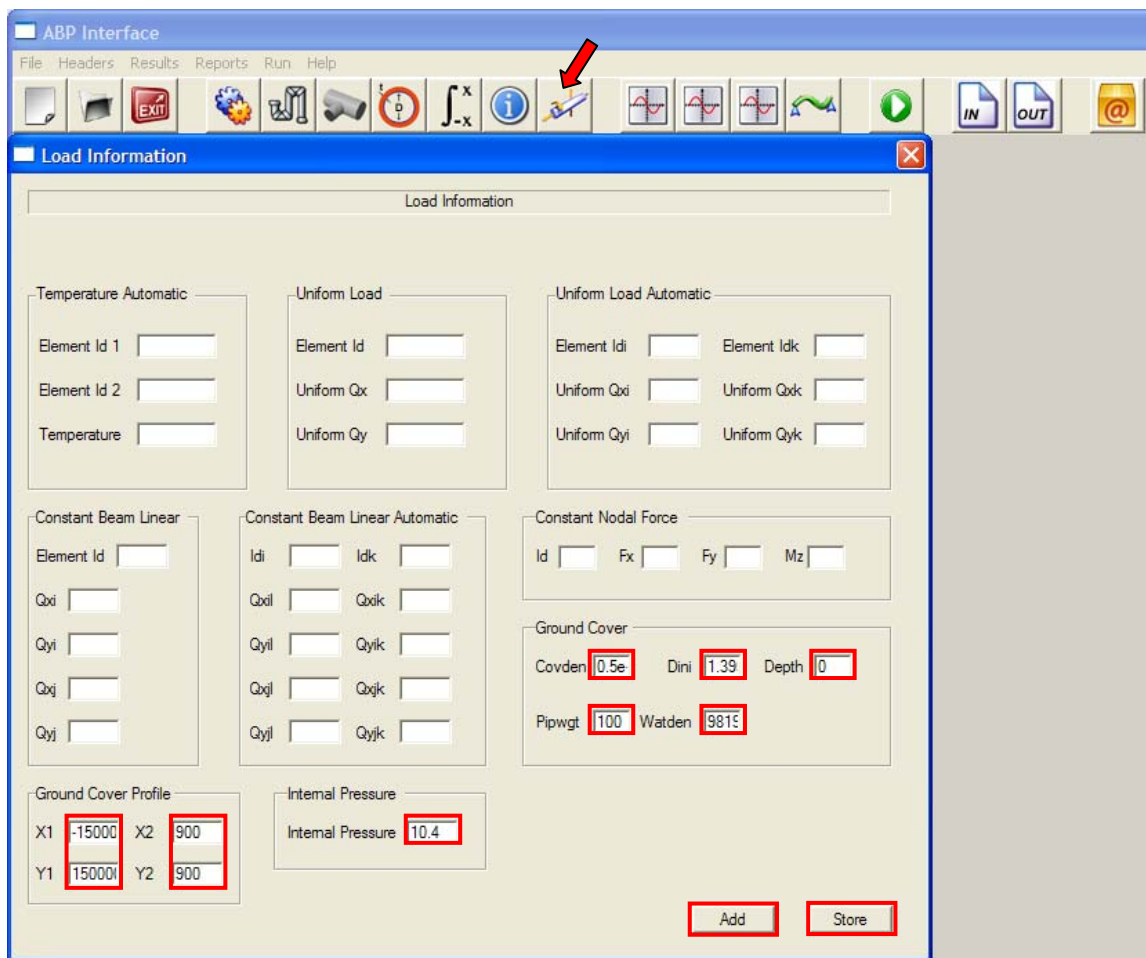 ABP Interface
File Headers Results Reports Run Help
EXIT t D x -x i IN OUT @
Load Information
Load Information
Temperature Automatic
Element Id 1
Element Id 2
Temperature
Uniform Load
Element Id
Uniform Qx
Uniform Qy
Uniform Load Automatic
Element Idi Element Idk
Uniform Qxi Uniform Qxk
Uniform Qyi Uniform Qyk
Constant Beam Linear
Element Id
Qxi
Qyi
Qxj
Qyj
Constant Beam Linear Automatic
Idi Idk
Qxil Qxik
Qyil Qyik
Qxjl Qxjk
Qyjl Qyjk
Constant Nodal Force
Id Fx Fy Mz
Ground Cover
Covden 0.5e- Dini 1.39 Depth 0
Pipwgt 100 Watden 9819
Ground Cover Profile
X1 -15000 X2 900
Y1 15000 Y2 900
Internal Pressure
Internal Pressure 10.4
Add Store